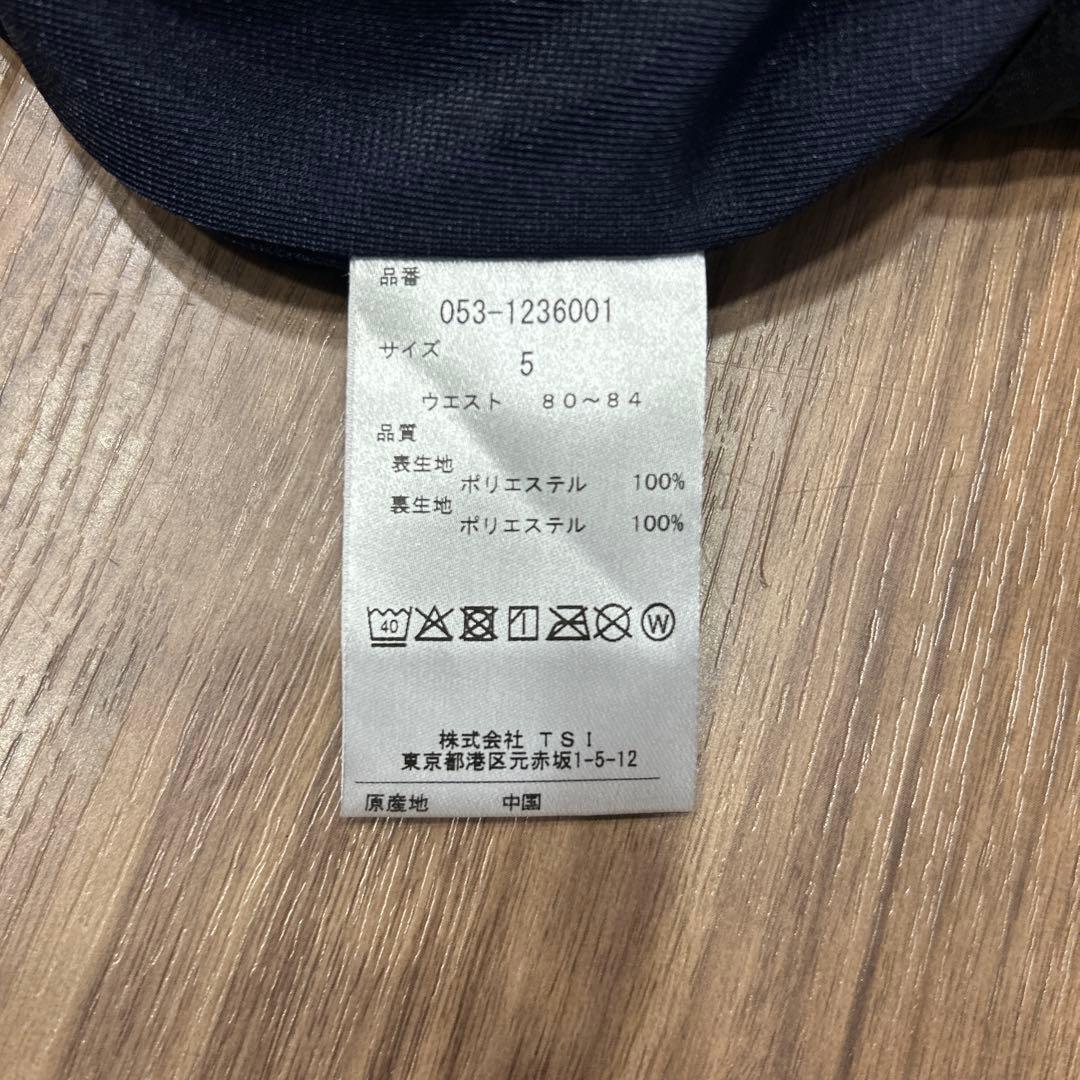 品番
053-1236001
サイズ 5
ウエスト 80〜84
品質
表生地
ポリエステル 100%
裏生地
ポリエステル 100%
40 W
株式会社 TSI
東京都港区元赤坂1-5-12
原産地 中国